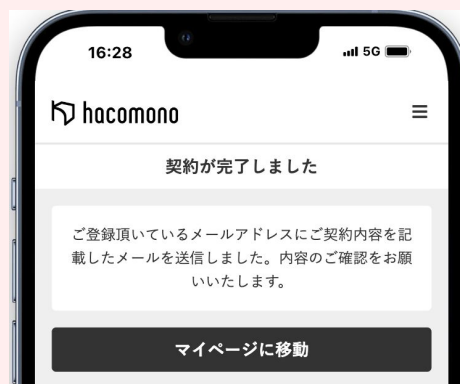 16:28
5G
hacomono
契約が完了しました
ご登録頂いているメールアドレスにご契約内容を記
載したメールを送信しました。内容のご確認をお願
いいたします。
マイページに移動